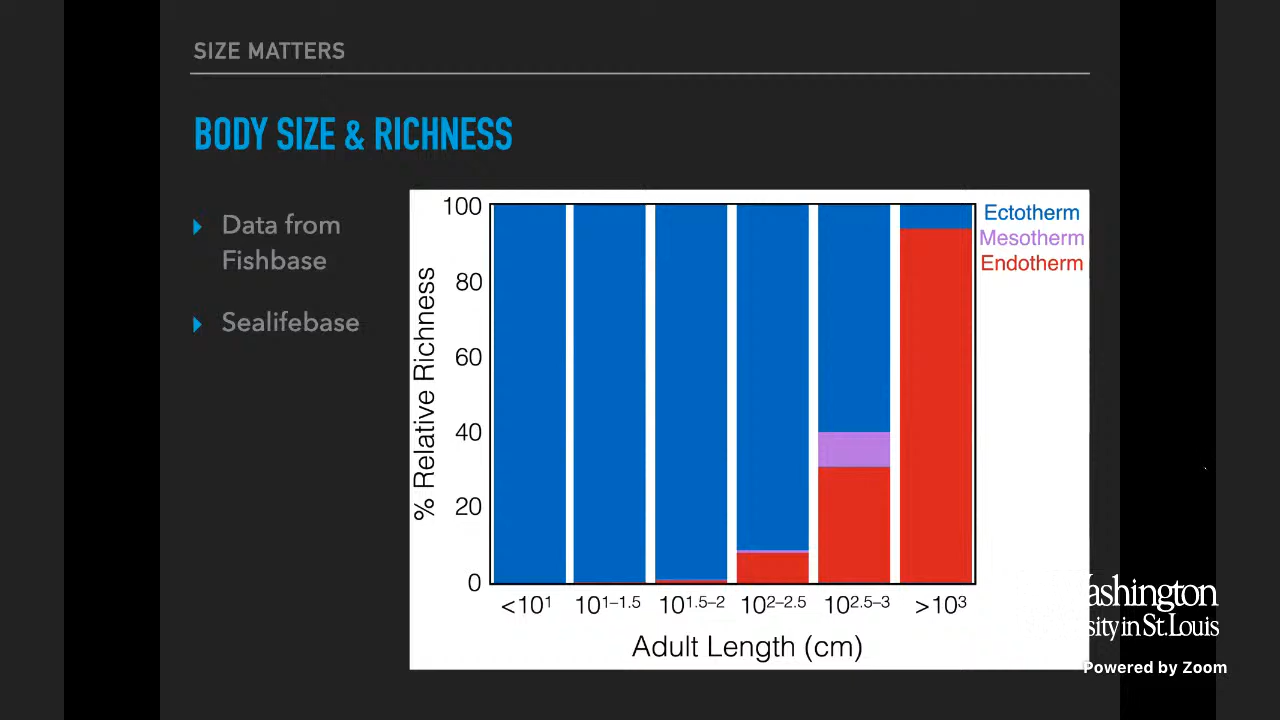 SIZE MATTERS
BODY SIZE & RICHNESS
Data from
Fishbase
Sealifebase
% Relative Richness
100
80
60
40
20
0
<10¹
10¹–¹·⁵
10¹·⁵–²
10²–²·⁵
10²·⁵–³
>10³
Adult Length (cm)
Ectotherm
Mesotherm
Endotherm
ashington
sity in St. Louis
Powered by Zoom